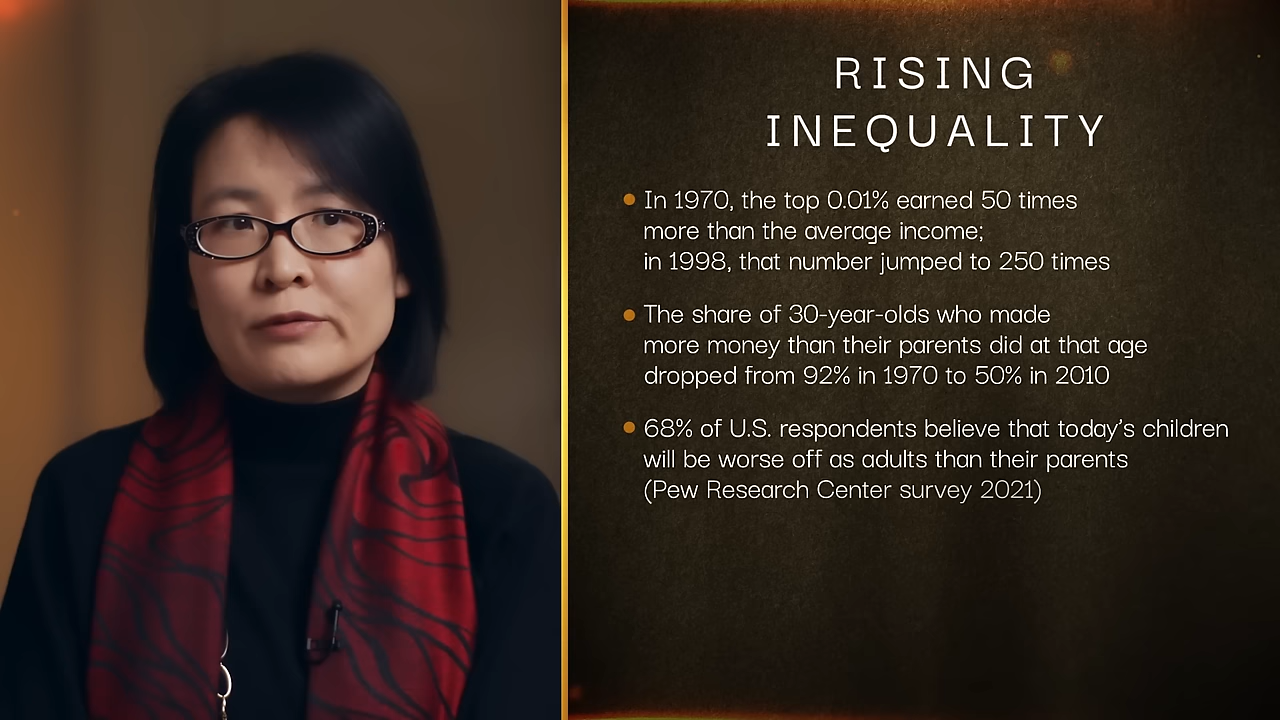 RISING
INEQUALITY
• In 1970, the top 0.01% earned 50 times
more than the average income;
in 1998, that number jumped to 250 times
• The share of 30-year-olds who made
more money than their parents did at that age
dropped from 92% in 1970 to 50% in 2010
• 68% of U.S. respondents believe that today’s children
will be worse off as adults than their parents
(Pew Research Center survey 2021)